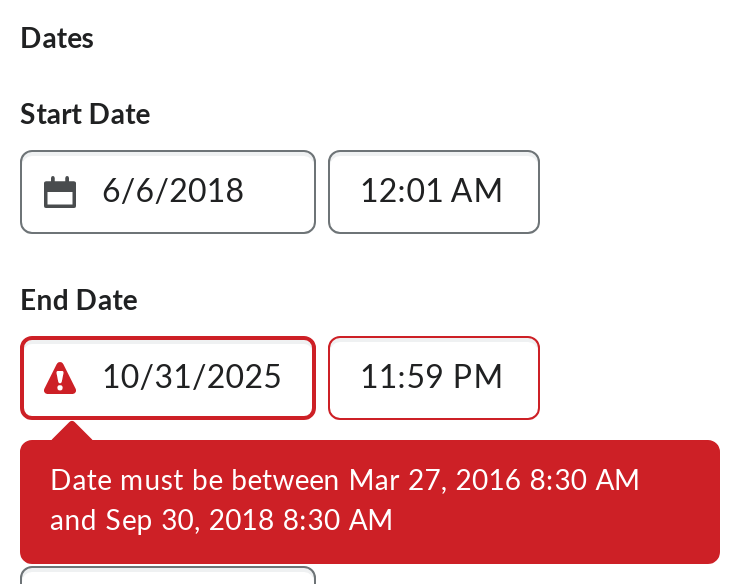 Dates
Start Date
6/6/2018 12:01 AM
End Date
10/31/2025 11:59 PM
Date must be between Mar 27, 2016 8:30 AM
and Sep 30, 2018 8:30 AM